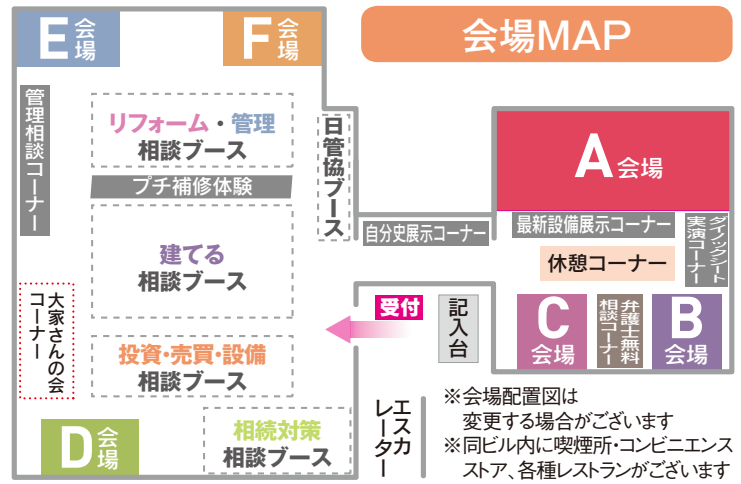 会場MAP
E会場
F会場
管理相談コーナー
リフォーム・管理
相談ブース
プチ補修体験
日管協ブース
建てる
相談ブース
大家さんの会
コーナー
投資・売買・設備
相談ブース
D会場
相続対策
相談ブース
自分史展示コーナー
A会場
最新設備展示コーナー
ダイノックシート
実演コーナー
休憩コーナー
受付
記入台
C会場
弁護士無料
相談コーナー
B会場
エスカ
レーター
※会場配置図は
変更する場合がございます
※同ビル内に喫煙所・コンビニエンス
ストア、各種レストランがございます